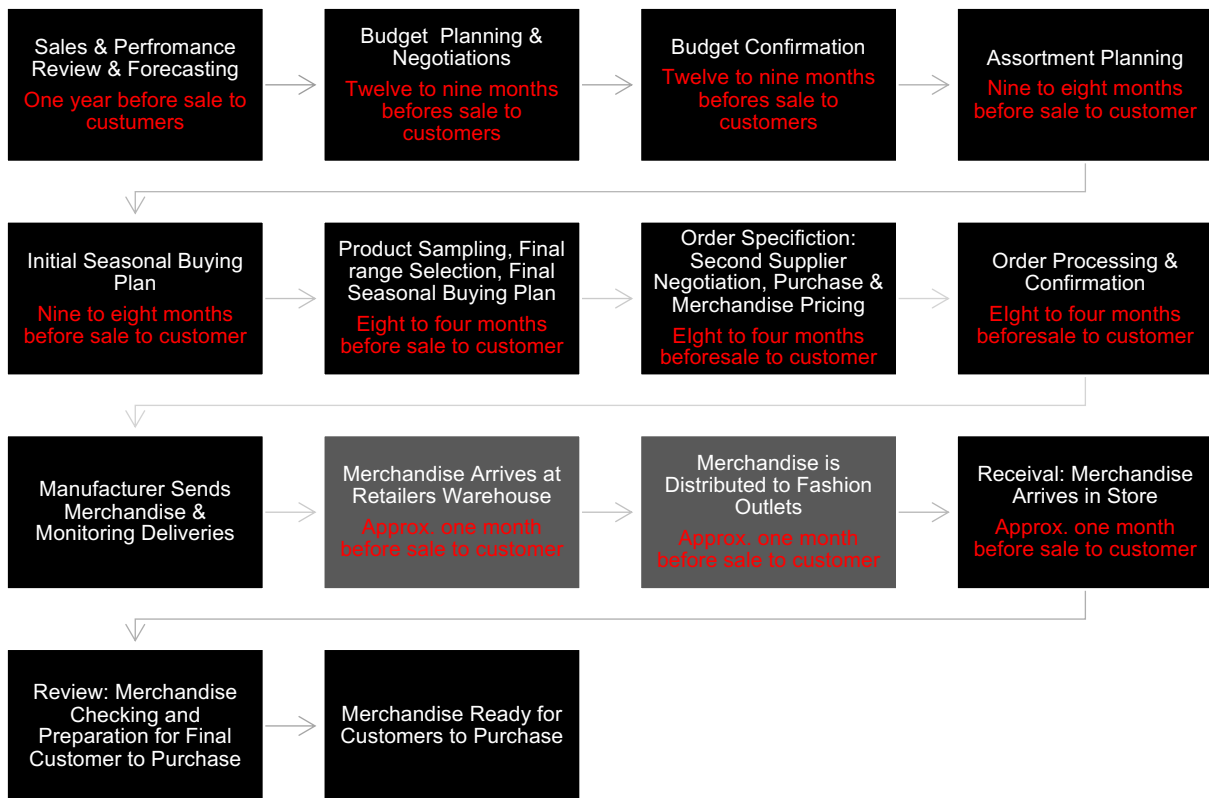 Sales & Perfromance
Review & Forecasting
One year before sale to
custumers
Budget Planning &
Negotiations
Twelve to nine months
befores sale to
customers
Budget Confirmation
Twelve to nine months
befores sale to
customers
Assortment Planning
Nine to eight months
before sale to customer
Initial Seasonal Buying
Plan
Nine to eight months
before sale to customer
Product Sampling, Final
range Selection, Final
Seasonal Buying Plan
Eight to four months
before sale to customer
Order Specifiction:
Second Supplier
Negotiation, Purchase &
Merchandise Pricing
EIght to four months
beforesale to customer
Order Processing &
Confirmation
EIght to four months
beforesale to customer
Manufacturer Sends
Merchandise &
Monitoring Deliveries
Merchandise Arrives at
Retailers Warehouse
Approx. one month
before sale to customer
Merchandise is
Distributed to Fashion
Outlets
Approx. one month
before sale to customer
Receival: Merchandise
Arrives in Store
Approx. one month
before sale to customer
Review: Merchandise
Checking and
Preparation for Final
Customer to Purchase
Merchandise Ready for
Customers to Purchase